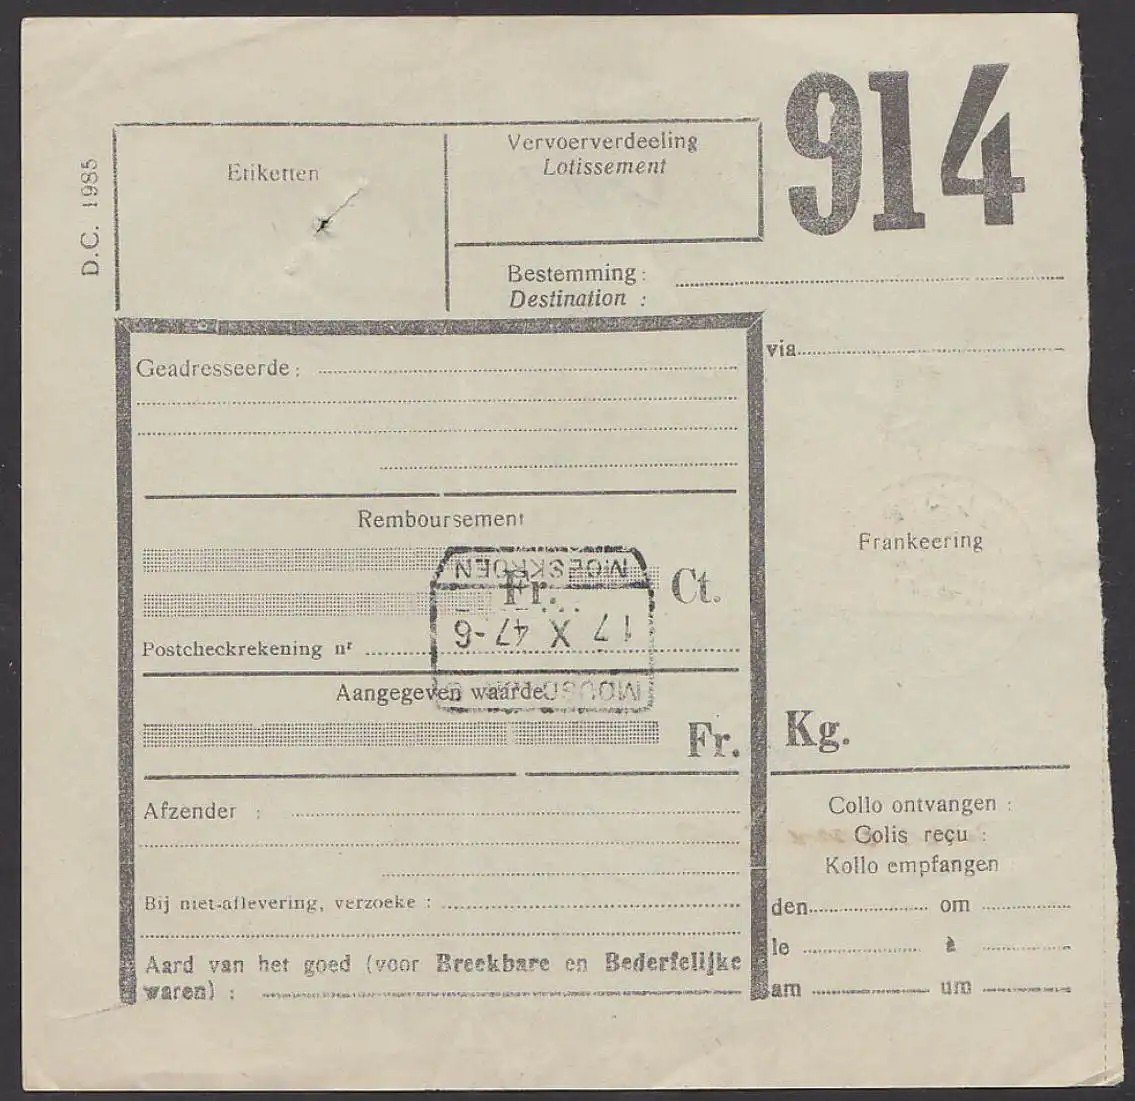 914
D.C. 1985
Etiketten
Vervoerverdeeling
Lotissement
Bestemming :
Destination :
via
Geadresseerde :
Remboursement
Fr. Ct.
MOESKROEN
17 X 47-6
Postcheckrekening nr
Aangegeven waarde
Fr.
Frankeering
Kg.
Afzender :
Bij niet-aflevering, verzoeke :
Aard van het goed (voor Breekbare en Bederfelijke
waren) :
Collo ontvangen :
Colis reçu :
Kollo empfangen
den om
le à
am um